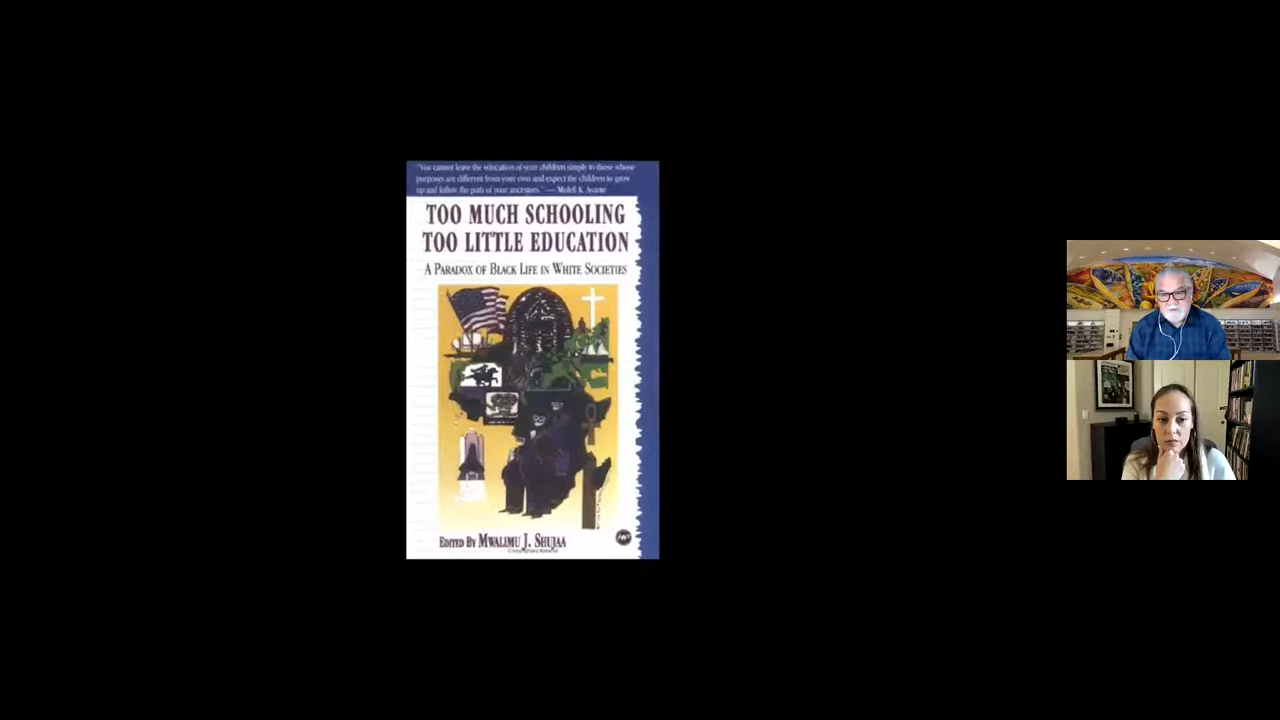 "You cannot leave the education of your children simply to those whose
purposes are different from your own and expect the children to grow
up and follow the path of your ancestors." — Molefi K. Asante
TOO MUCH SCHOOLING
TOO LITTLE EDUCATION
A PARADOX OF BLACK LIFE IN WHITE SOCIETIES
EDITED BY MWALIMU J. SHUJAA
Copyrighted Material